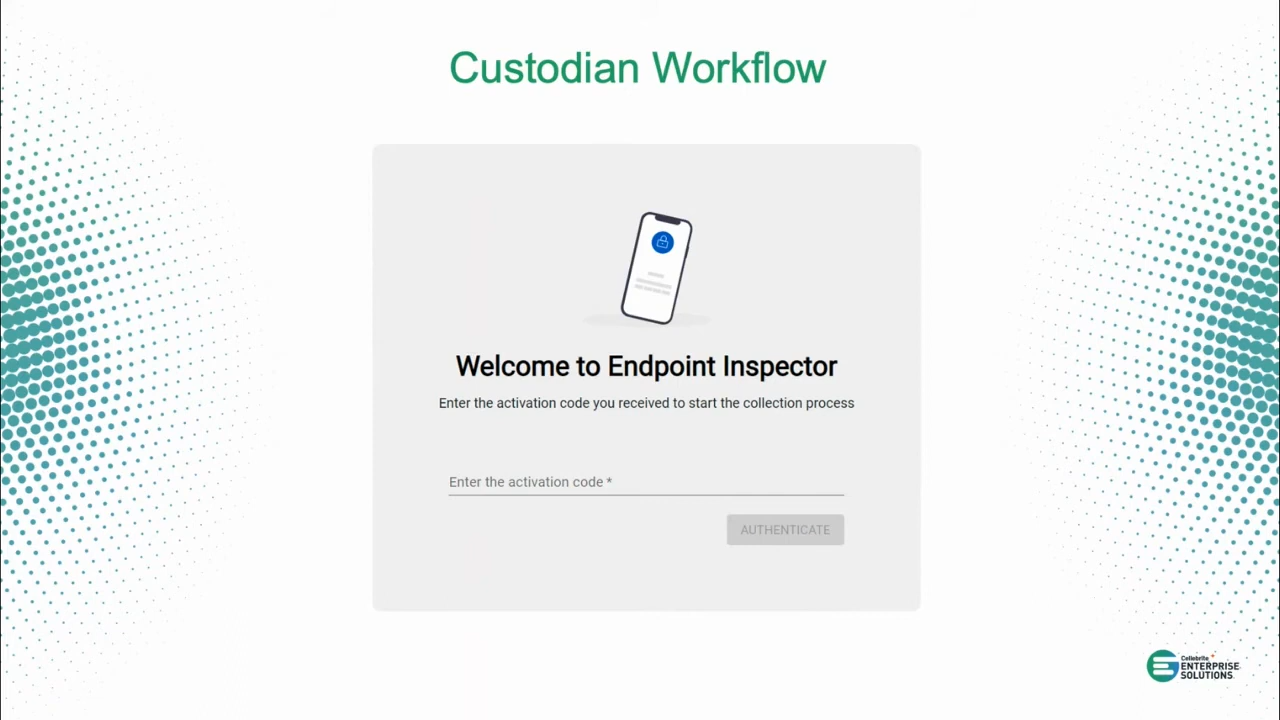 Custodian Workflow
Welcome to Endpoint Inspector
Enter the activation code you received to start the collection process
Enter the activation code *
AUTHENTICATE
Cellebrite
ENTERPRISE
SOLUTIONS